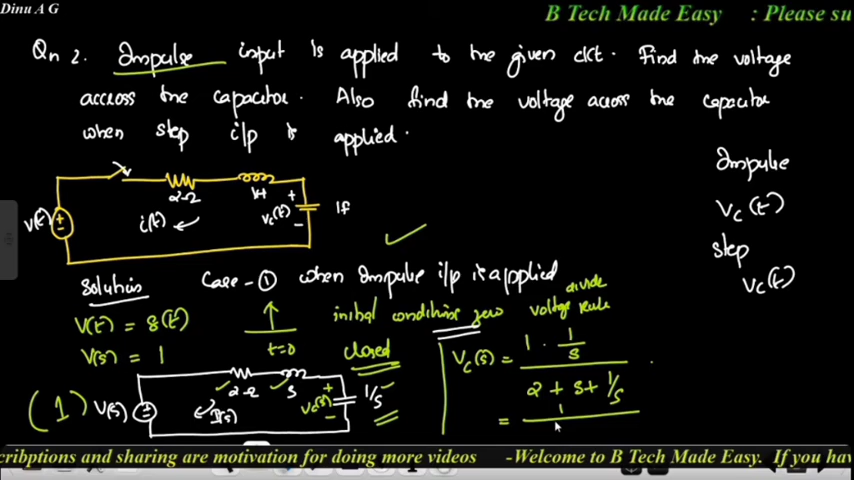 Dinu A G
B Tech Made Easy : Please su
Qn 2. Impulse input is applied to the given ckt. Find the voltage
accross the capacitor. Also find the voltage across the capacitor
when step i/p is applied.
Impulse
Vc(t)
step
Vc(t)
V(t) + - i(t) 2Ω 1H + Vc(t) - 1f
Solution Case - ① when Impulse i/p is applied
V(t) = δ(t)
V(s) = 1
t=0
initial conditions zero
closed
divide
voltage rule
Vc(s) = 1 · 1/s
2 + s + 1/s
= 1
(1) V(s) + - 2Ω s I(s) + Vc(s) - 1/s
cribptions and sharing are motivation for doing more videos -Welcome to B Tech Made Easy. If you hav